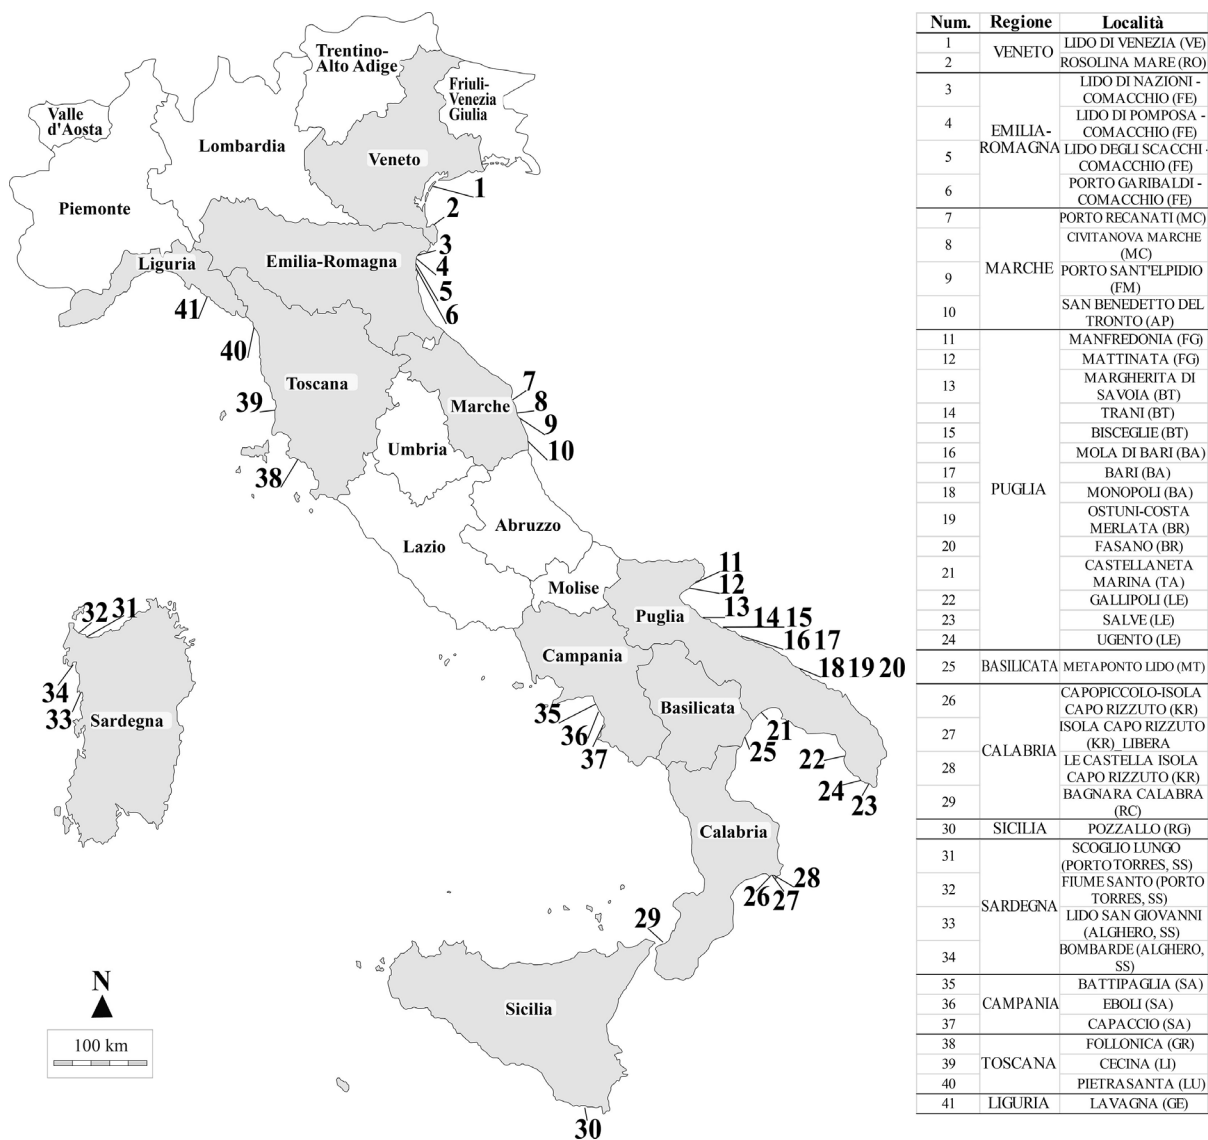 Trentino-
Alto Adige
Friuli-
Venezia
Giulia
Valle
d'Aosta
Lombardia
Veneto
Piemonte
1
2
Liguria
Emilia-Romagna
3
4
5
6
41
40
Toscana
39
7
Marche
8
9
10
Umbria
38
Abruzzo
Lazio
Molise
11
12
Puglia
13
14 15
16 17
18 19 20
32 31
34
33
Sardegna
Campania
Basilicata
35
36
37
21
25
22
24
23
Calabria
28
26
27
29
Sicilia
30
N
100 km
Num. Regione Località
1 VENETO LIDO DI VENEZIA (VE)
2 ROSOLINA MARE (RO)
3 EMILIA-ROMAGNA LIDO DI NAZIONI -
COMACCHIO (FE)
4 LIDO DI POMPOSA -
COMACCHIO (FE)
5 LIDO DEGLI SCACCHI -
COMACCHIO (FE)
6 PORTO GARIBALDI -
COMACCHIO (FE)
7 MARCHE PORTO RECANATI (MC)
8 CIVITANOVA MARCHE
(MC)
9 PORTO SANT'ELPIDIO
(FM)
10 SAN BENEDETTO DEL
TRONTO (AP)
11 PUGLIA MANFREDONIA (FG)
12 MATTINATA (FG)
13 MARGHERITA DI
SAVOIA (BT)
14 TRANI (BT)
15 BISCEGLIE (BT)
16 MOLA DI BARI (BA)
17 BARI (BA)
18 MONOPOLI (BA)
19 OSTUNI-COSTA
MERLATA (BR)
20 FASANO (BR)
21 CASTELLANETA
MARINA (TA)
22 GALLIPOLI (LE)
23 SALVE (LE)
24 UGENTO (LE)
25 BASILICATA METAPONTO LIDO (MT)
26 CALABRIA CAPOPICCOLO-ISOLA
CAPO RIZZUTO (KR)
27 ISOLA CAPO RIZZUTO
(KR)_LIBERA
28 LE CASTELLA ISOLA
CAPO RIZZUTO (KR)
29 BAGNARA CALABRA
(RC)
30 SICILIA POZZALLO (RG)
31 SARDEGNA SCOGLIO LUNGO
(PORTO TORRES, SS)
32 FIUME SANTO (PORTO
TORRES, SS)
33 LIDO SAN GIOVANNI
(ALGHERO, SS)
34 BOMBARDE (ALGHERO,
SS)
35 CAMPANIA BATTIPAGLIA (SA)
36 EBOLI (SA)
37 CAPACCIO (SA)
38 TOSCANA FOLLONICA (GR)
39 CECINA (LI)
40 PIETRASANTA (LU)
41 LIGURIA LAVAGNA (GE)